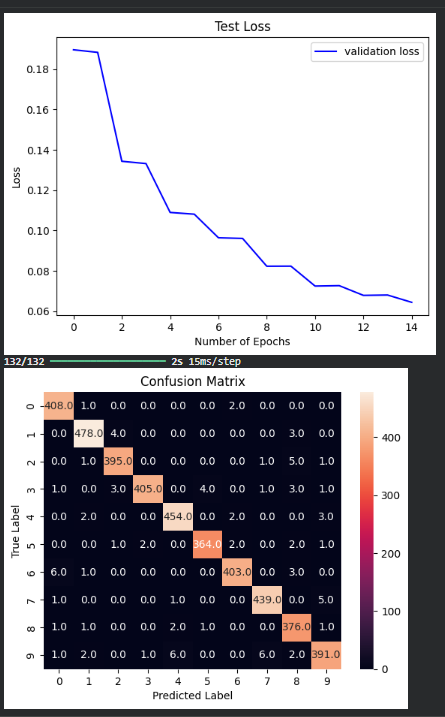 Test Loss
validation loss
0.18
0.16
0.14
0.12
0.10
0.08
0.06
Loss
0 2 4 6 8 10 12 14
Number of Epochs
132/132 ━━━━━━━━━━━━━━━━━━━━ 2s 15ms/step
Confusion Matrix
0 408.0 1.0 0.0 0.0 0.0 0.0 2.0 0.0 0.0 0.0
1 0.0 478.0 4.0 0.0 0.0 0.0 0.0 0.0 3.0 0.0
2 0.0 1.0 395.0 0.0 0.0 0.0 0.0 1.0 5.0 1.0
3 1.0 0.0 3.0 405.0 0.0 4.0 0.0 1.0 3.0 1.0
4 0.0 2.0 0.0 0.0 454.0 0.0 2.0 0.0 0.0 3.0
5 0.0 0.0 1.0 2.0 0.0 364.0 2.0 0.0 2.0 1.0
6 6.0 1.0 0.0 0.0 0.0 0.0 403.0 0.0 3.0 0.0
7 1.0 0.0 0.0 0.0 1.0 0.0 0.0 439.0 0.0 5.0
8 1.0 1.0 0.0 0.0 2.0 1.0 0.0 0.0 376.0 1.0
9 1.0 2.0 0.0 1.0 6.0 0.0 0.0 6.0 2.0 391.0
True Label
0 1 2 3 4 5 6 7 8 9
Predicted Label
400
300
200
100
0